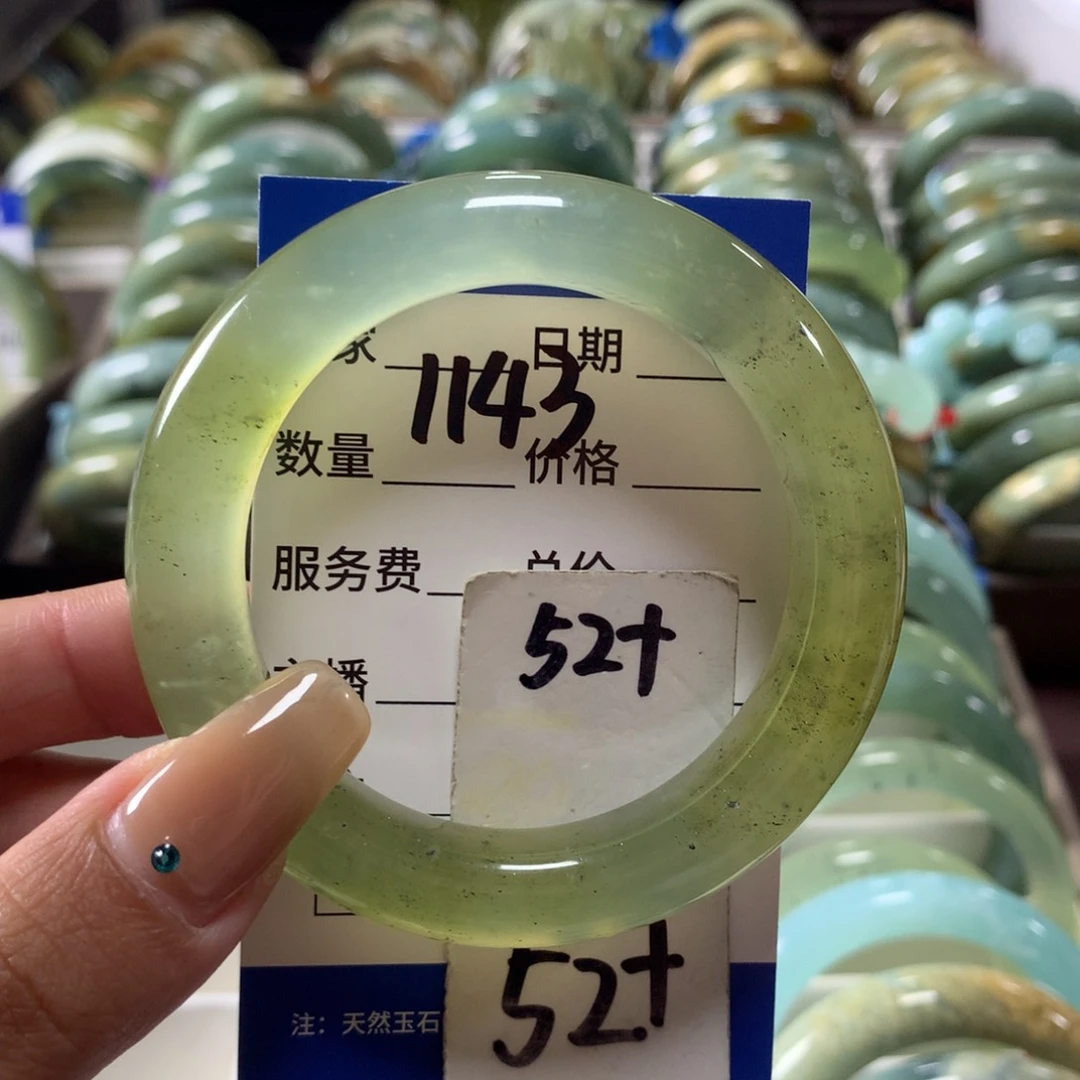 家 日期
1143
数量 价格
服务费 总价
52+
主播
52+
注：天然玉石